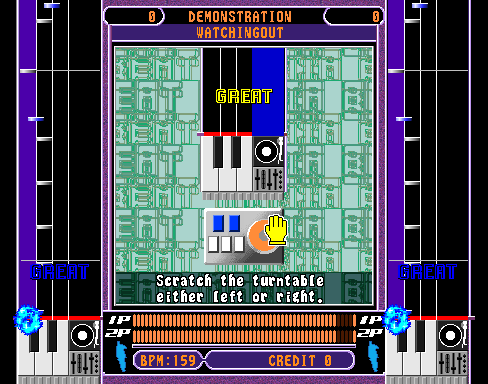 0 DEMONSTRATION 0
WATCHINGOUT
GREAT
GREAT GREAT
Scratch the turntable
either left or right.
1P 1P
2P 2P
BPM:159 CREDIT 0